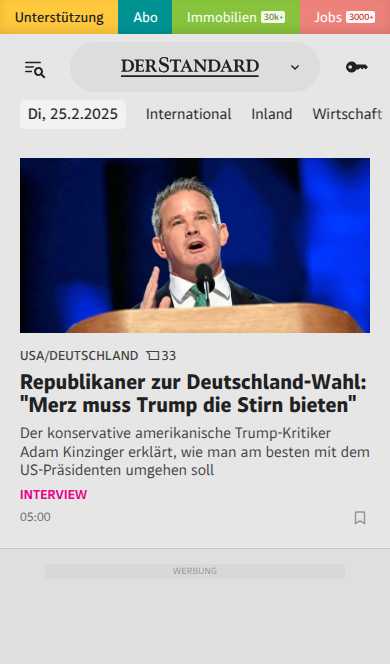 Unterstützung Abo Immobilien 30k+ Jobs 3000+
DERSTANDARD
Di, 25.2.2025 International Inland Wirtschaft
USA/DEUTSCHLAND 33
Republikaner zur Deutschland-Wahl:
"Merz muss Trump die Stirn bieten"
Der konservative amerikanische Trump-Kritiker
Adam Kinzinger erklärt, wie man am besten mit dem
US-Präsidenten umgehen soll
INTERVIEW
05:00
WERBUNG